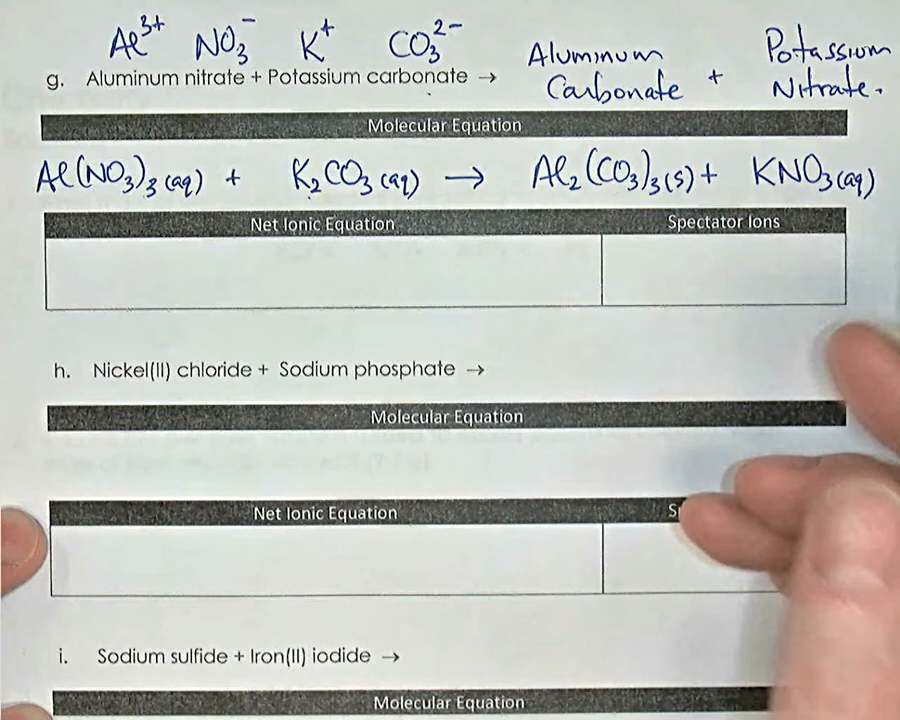 Al³⁺ NO₃⁻ K⁺ CO₃²⁻
g. Aluminum nitrate + Potassium carbonate → Aluminum Carbonate + Potassium Nitrate.
Molecular Equation
Al(NO₃)₃(aq) + K₂CO₃(aq) → Al₂(CO₃)₃(s) + KNO₃(aq)
Net Ionic Equation Spectator Ions
h. Nickel(II) chloride + Sodium phosphate →
Molecular Equation
Net Ionic Equation
i. Sodium sulfide + Iron(II) iodide →
Molecular Equation